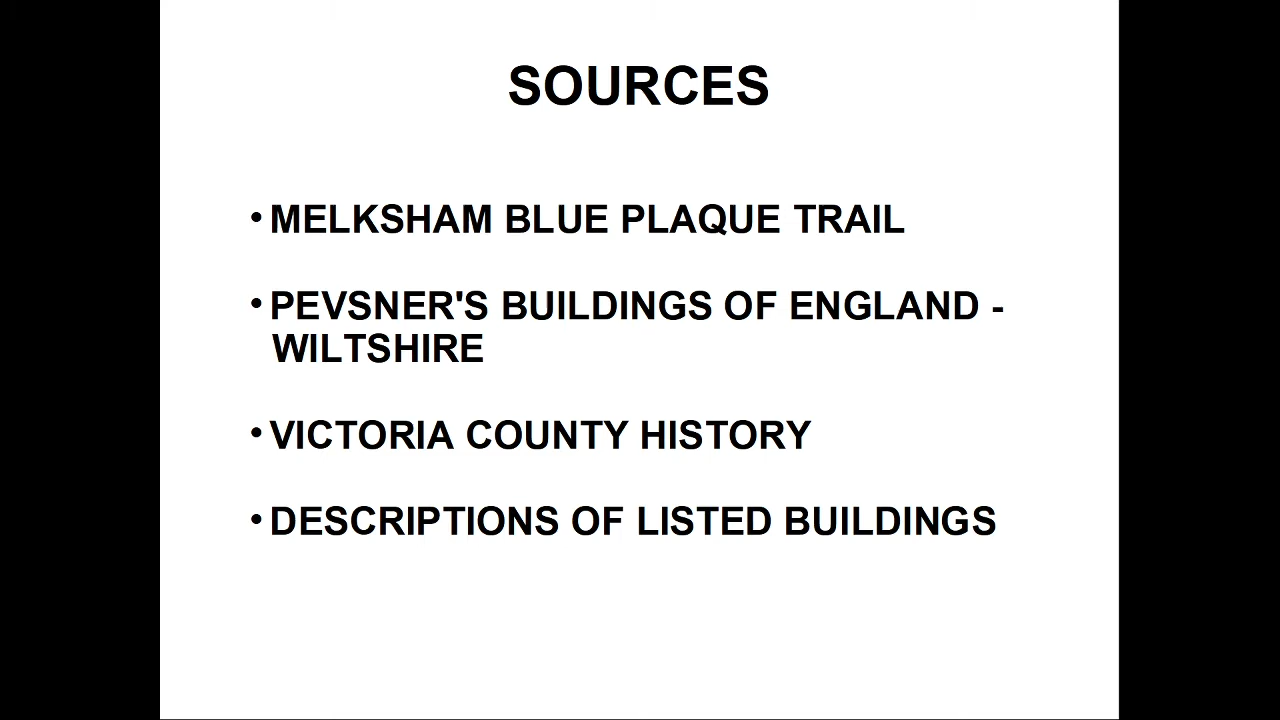 SOURCES
• MELKSHAM BLUE PLAQUE TRAIL
• PEVSNER'S BUILDINGS OF ENGLAND -
WILTSHIRE
• VICTORIA COUNTY HISTORY
• DESCRIPTIONS OF LISTED BUILDINGS